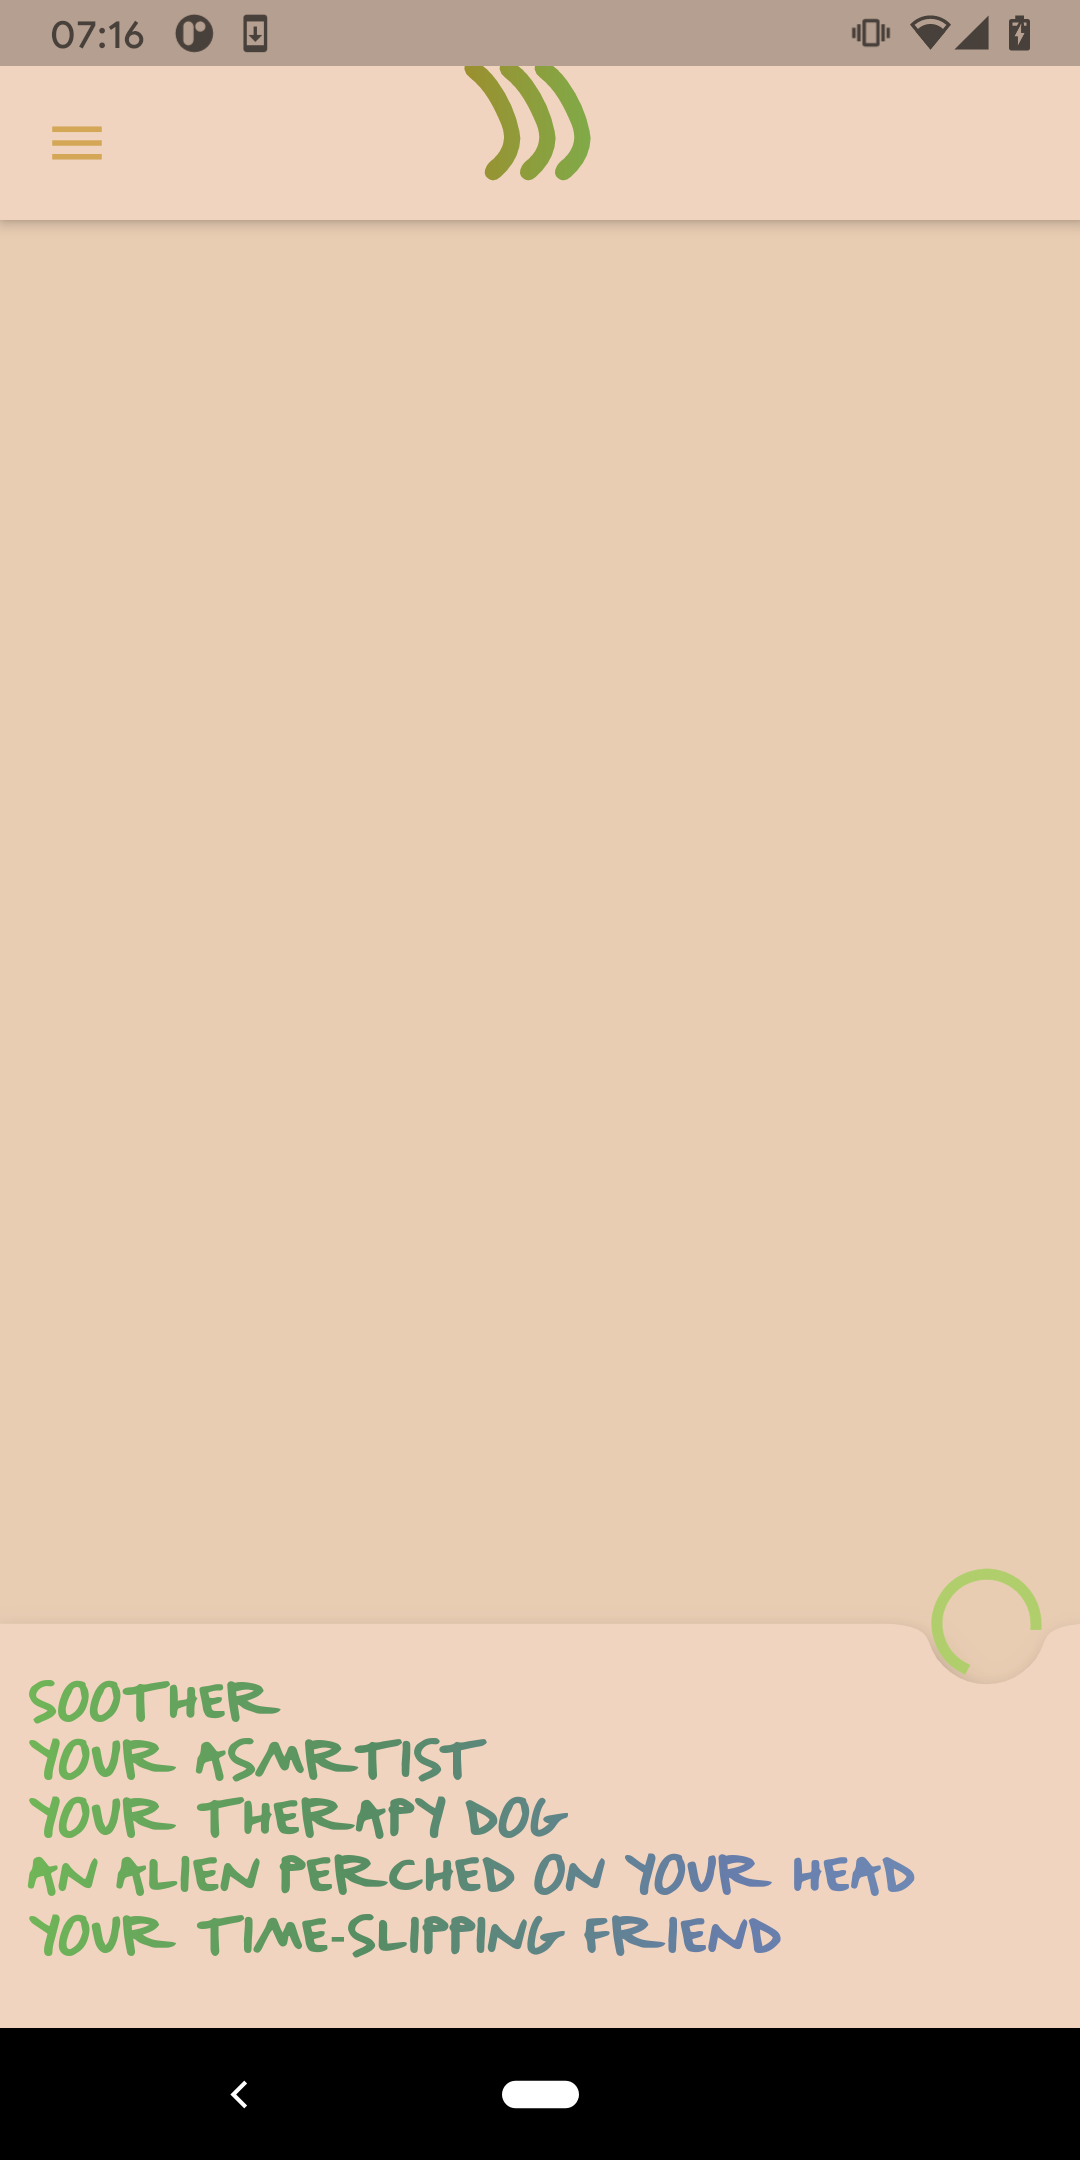 07:16
SOOTHER
YOUR ASMRTIST
YOUR THERAPY DOG
AN ALIEN PERCHED ON YOUR HEAD
YOUR TIME-SLIPPING FRIEND